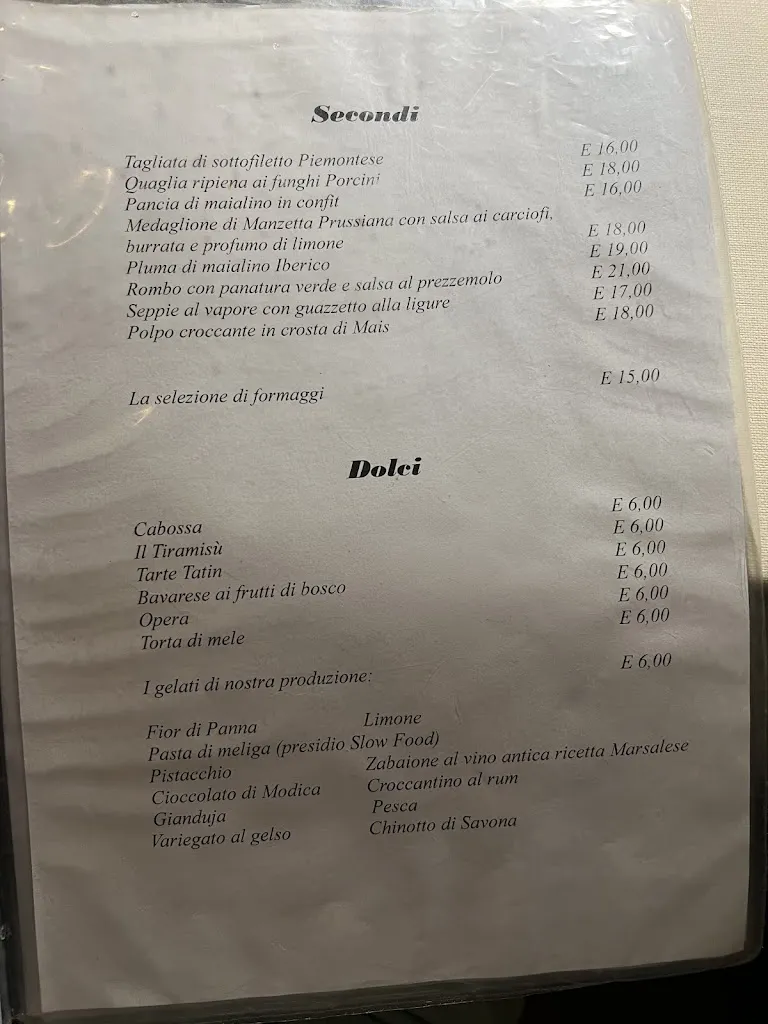 Secondi
Tagliata di sottofiletto Piemontese E 16,00
Quaglia ripiena ai funghi Porcini E 18,00
Pancia di maialino in confit E 16,00
Medaglione di Manzetta Prussiana con salsa ai carciofi,
burrata e profumo di limone E 18,00
Pluma di maialino Iberico E 19,00
Rombo con panatura verde e salsa al prezzemolo E 21,00
Seppie al vapore con guazzetto alla ligure E 17,00
Polpo croccante in crosta di Mais E 18,00
La selezione di formaggi E 15,00
Dolci
Cabossa E 6,00
Il Tiramisù E 6,00
Tarte Tatin E 6,00
Bavarese ai frutti di bosco E 6,00
Opera E 6,00
Torta di mele E 6,00
I gelati di nostra produzione: E 6,00
Fior di Panna Limone
Pasta di meliga (presidio Slow Food)
Pistacchio Zabaione al vino antica ricetta Marsalese
Cioccolato di Modica Croccantino al rum
Gianduja Pesca
Variegato al gelso Chinotto di Savona